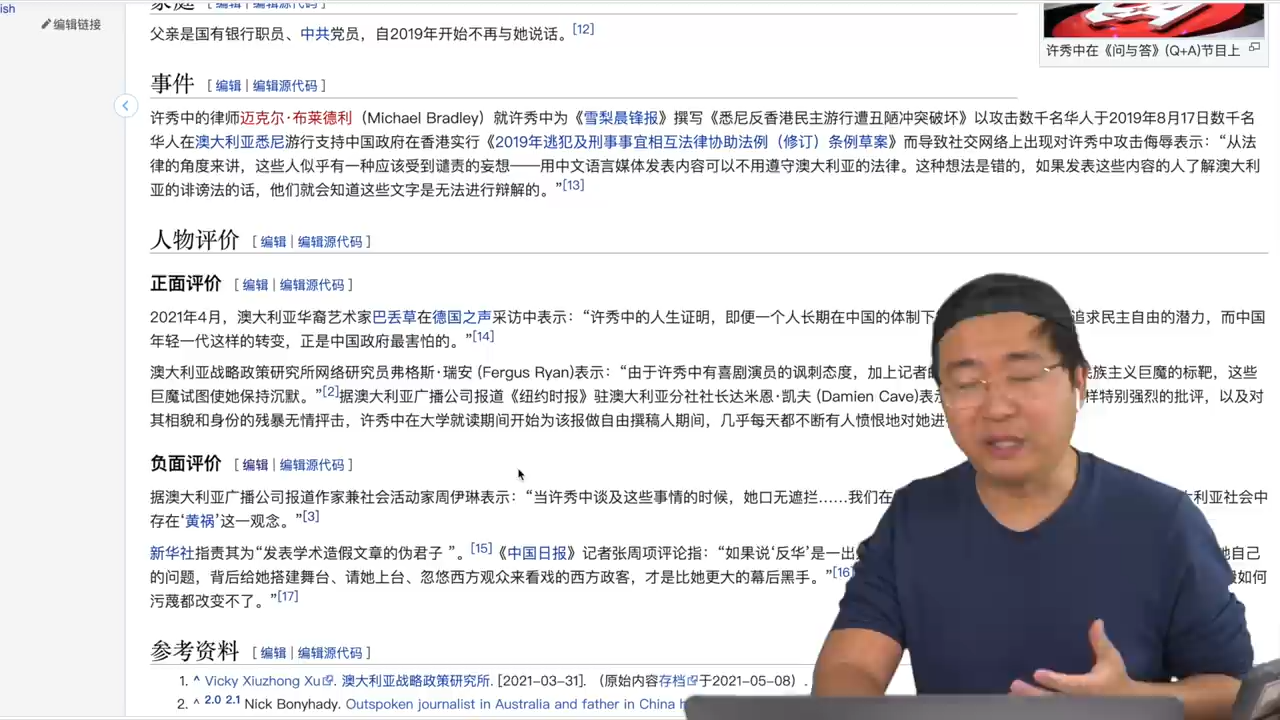 ish
编辑链接
家庭 [ 编辑 | 编辑源代码 ]
父亲是国有银行职员、中共党员，自2019年开始不再与她说话。[12]
许秀中在《问与答》(Q+A)节目上
事件 [ 编辑 | 编辑源代码 ]
许秀中的律师迈克尔·布莱德利（Michael Bradley）就许秀中为《雪梨晨锋报》撰写《悉尼反香港民主游行遭丑陋冲突破坏》以攻击数千名华人于2019年8月17日数千名
华人在澳大利亚悉尼游行支持中国政府在香港实行《2019年逃犯及刑事事宜相互法律协助法例（修订）条例草案》而导致社交网络上出现对许秀中攻击侮辱表示：“从法
律的角度来讲，这些人似乎有一种应该受到谴责的妄想——用中文语言媒体发表内容可以不用遵守澳大利亚的法律。这种想法是错的，如果发表这些内容的人了解澳大利
亚的诽谤法的话，他们就会知道这些文字是无法进行辩解的。”[13]
人物评价 [ 编辑 | 编辑源代码 ]
正面评价 [ 编辑 | 编辑源代码 ]
2021年4月，澳大利亚华裔艺术家巴丢草在德国之声采访中表示：“许秀中的人生证明，即便一个人长期在中国的体制下 追求民主自由的潜力，而中国
年轻一代这样的转变，正是中国政府最害怕的。”[14]
澳大利亚战略政策研究所网络研究员弗格斯·瑞安 (Fergus Ryan)表示：“由于许秀中有喜剧演员的讽刺态度，加上记者的 族主义巨魔的标靶，这些
巨魔试图使她保持沉默。”[2]据澳大利亚广播公司报道《纽约时报》驻澳大利亚分社社长达米恩·凯夫 (Damien Cave)表 样特别强烈的批评，以及对
其相貌和身份的残暴无情抨击，许秀中在大学就读期间开始为该报做自由撰稿人期间，几乎每天都不断有人愤恨地对她进
负面评价 [ 编辑 | 编辑源代码 ]
据澳大利亚广播公司报道作家兼社会活动家周伊琳表示：“当许秀中谈及这些事情的时候，她口无遮拦……我们在 大利亚社会中
存在‘黄祸’这一观念。”[3]
新华社指责其为“发表学术造假文章的伪君子 ”。[15]《中国日报》记者张周项评论指：“如果说‘反华’是一出 她自己
的问题，背后给她搭建舞台、请她上台、忽悠西方观众来看戏的西方政客，才是比她更大的幕后黑手。”[16] 如何
污蔑都改变不了。”[17]
参考资料 [ 编辑 | 编辑源代码 ]
1. ^ Vicky Xiuzhong Xu. 澳大利亚战略政策研究所. [2021-03-31]. （原始内容存档于2021-05-08）.
2. ^ 2.0 2.1 Nick Bonyhady. Outspoken journalist in Australia and father in China h